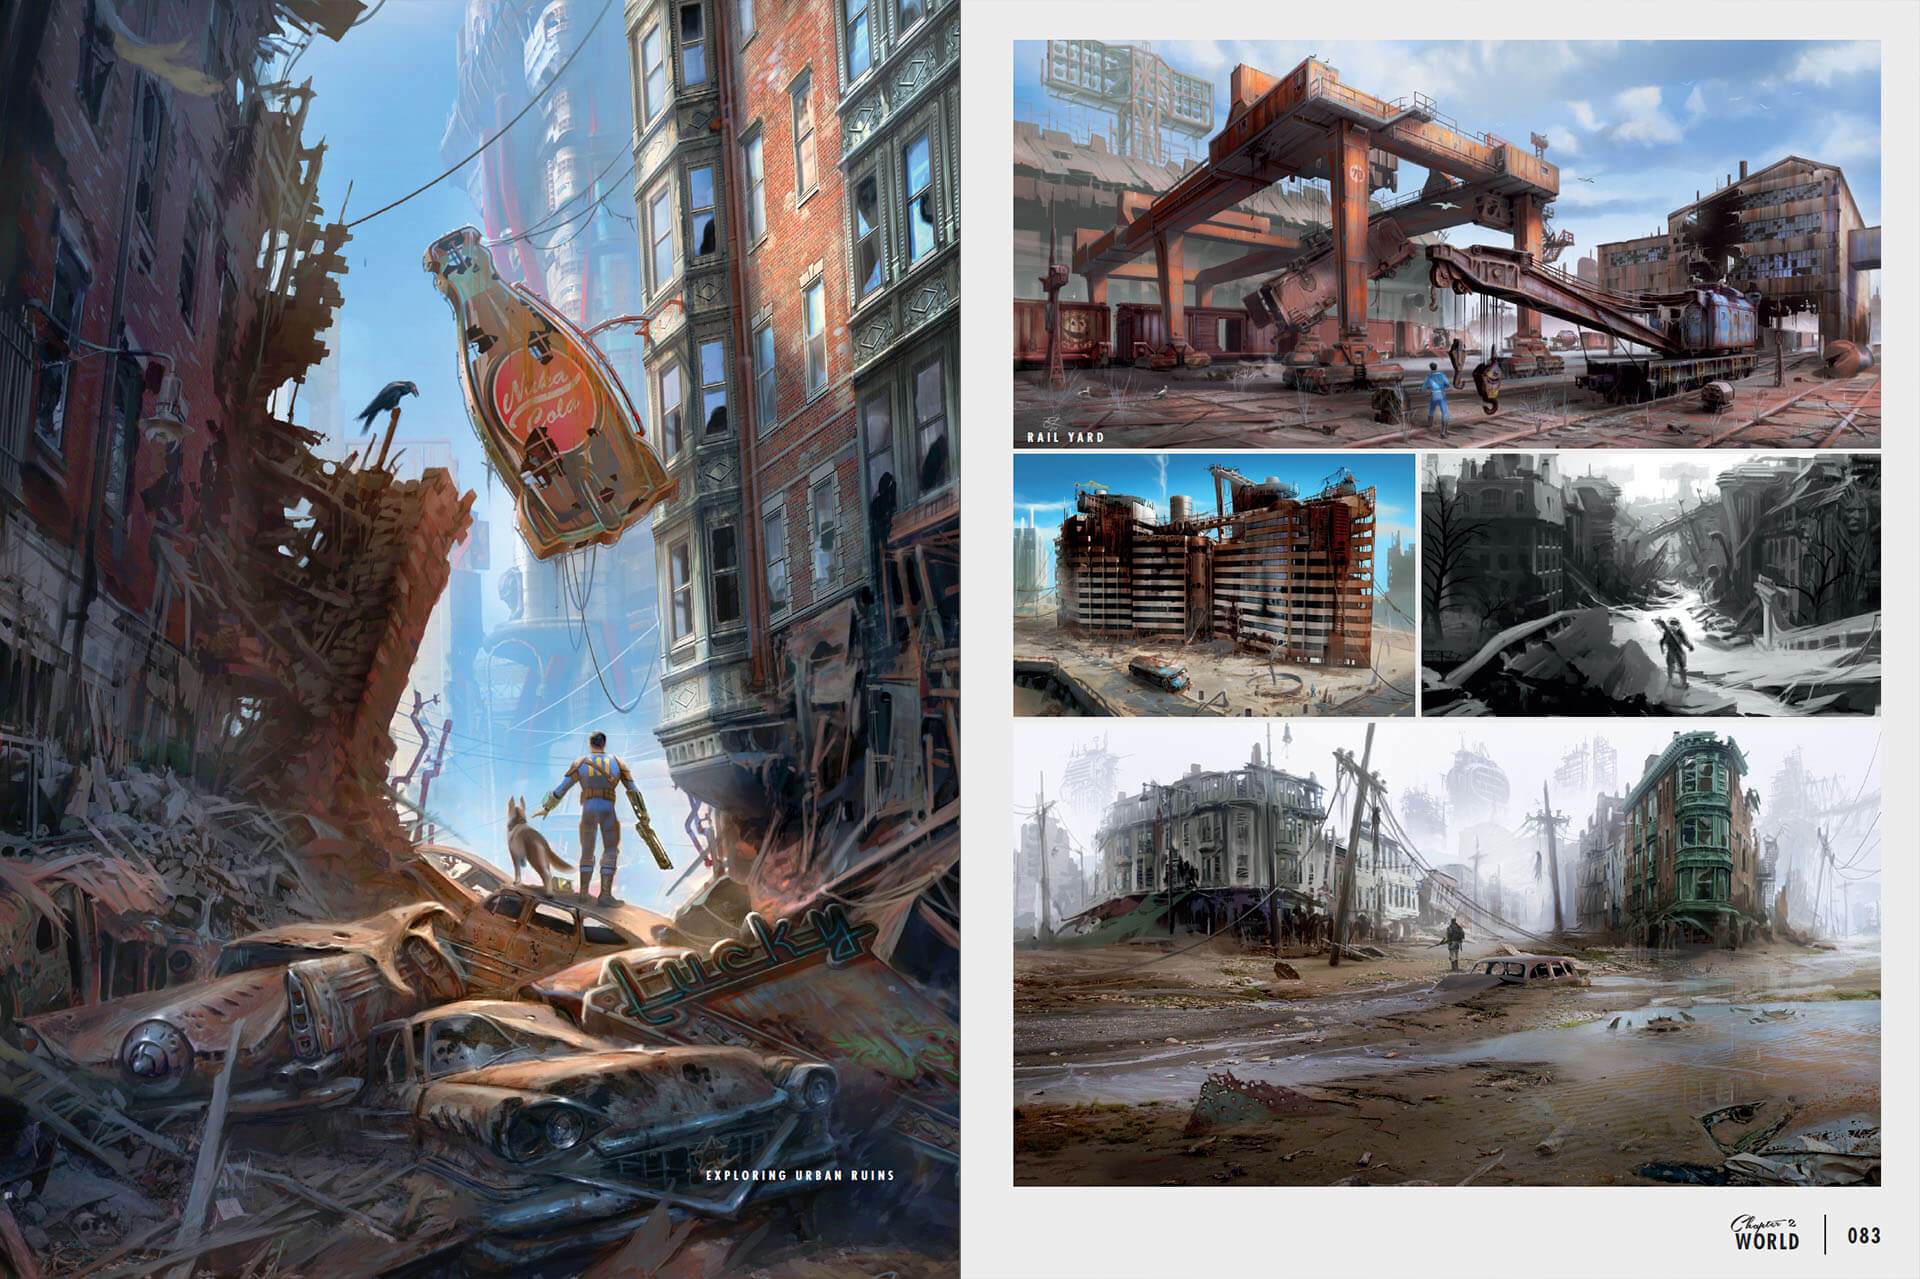 Nuka
Cola
Lucky
EXPLORING URBAN RUINS
RAIL YARD
Chapter 2
WORLD
083